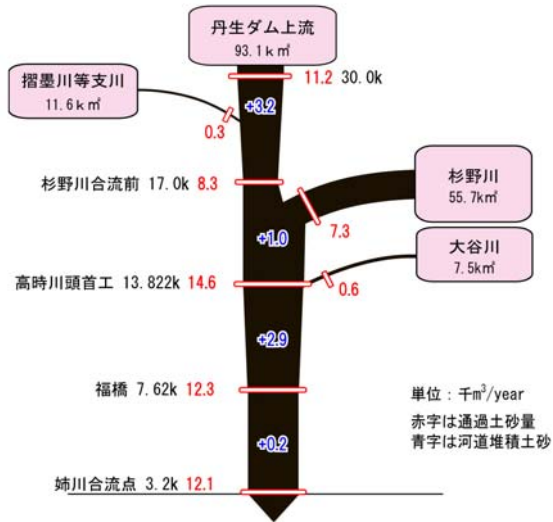 丹生ダム上流
93.1ｋ㎡
11.2 30.0k
摺墨川等支川
11.6ｋ㎡
+3.2
0.3
杉野川合流前 17.0k 8.3
杉野川
55.7k㎡
7.3
+1.0
大谷川
7.5k㎡
高時川頭首工 13.822k 14.6
0.6
+2.9
福橋 7.62k 12.3
単位：千m³/year
赤字は通過土砂量
青字は河道堆積土砂
+0.2
姉川合流点 3.2k 12.1